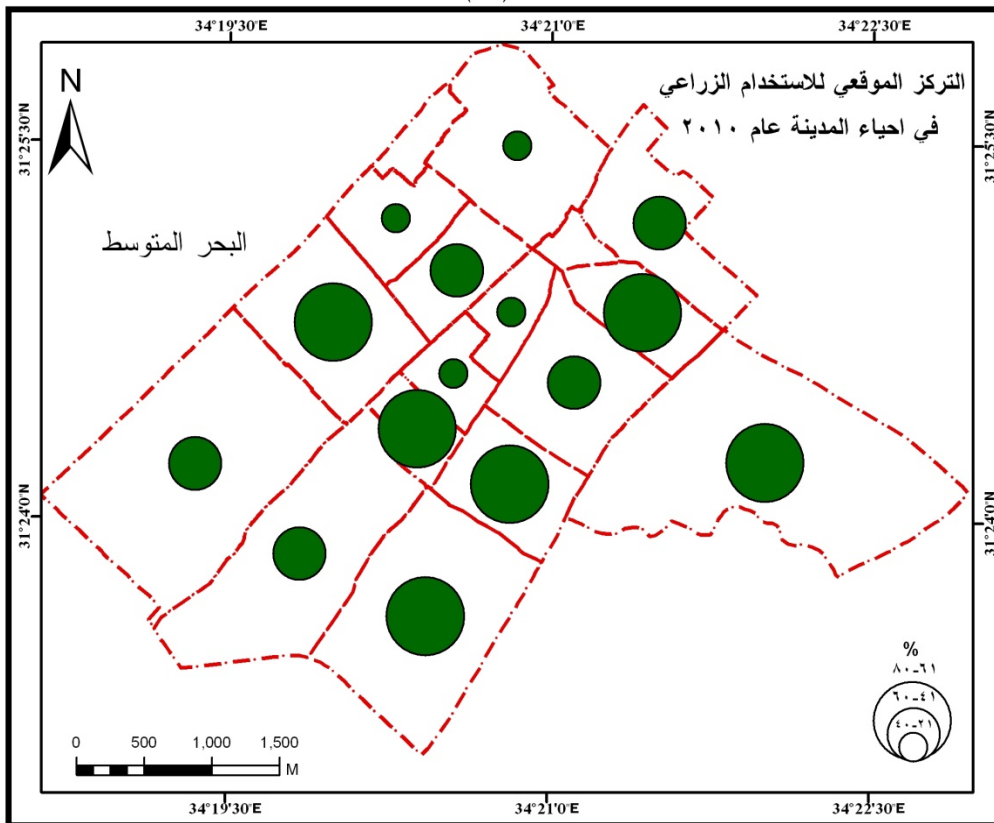 34°19'30"E 34°21'0"E 34°22'30"E
التركز الموقعي للاستخدام الزراعي
في احياء المدينة عام ٢٠١٠
N
31°25'30"N 31°25'30"N
البحر المتوسط
31°24'0"N 31°24'0"N
%
٦١-٨٠
٤١-٦٠
٢١-٤٠
0 500 1,000 1,500
M
34°19'30"E 34°21'0"E 34°22'30"E